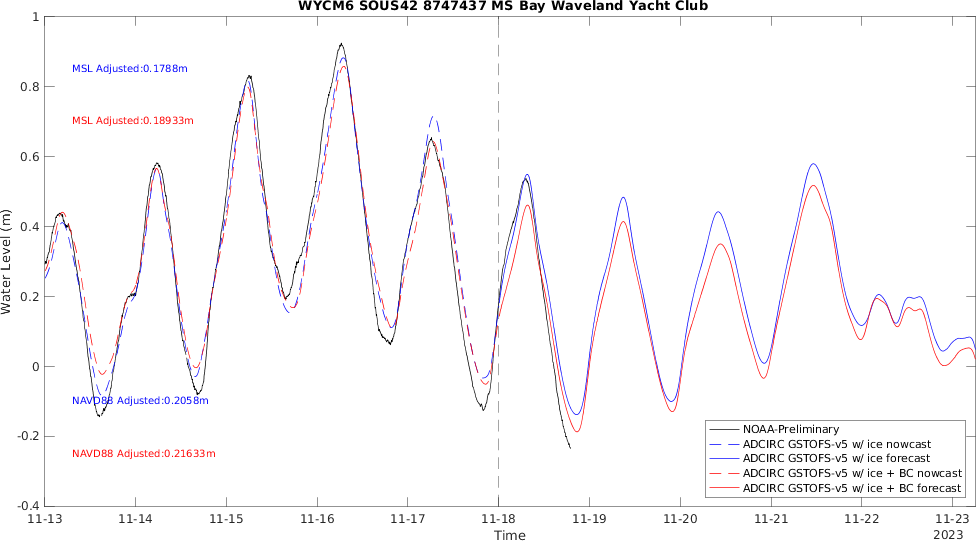 WYCM6 SOUS42 8747437 MS Bay Waveland Yacht Club
Water Level (m)
1
0.8
0.6
0.4
0.2
0
-0.2
-0.4
MSL Adjusted:0.1788m
MSL Adjusted:0.18933m
NAVD88 Adjusted:0.2058m
NAVD88 Adjusted:0.21633m
NOAA-Preliminary
ADCIRC GSTOFS-v5 w/ ice nowcast
ADCIRC GSTOFS-v5 w/ ice forecast
ADCIRC GSTOFS-v5 w/ ice + BC nowcast
ADCIRC GSTOFS-v5 w/ ice + BC forecast
11-13 11-14 11-15 11-16 11-17 11-18 11-19 11-20 11-21 11-22 11-23
Time
2023